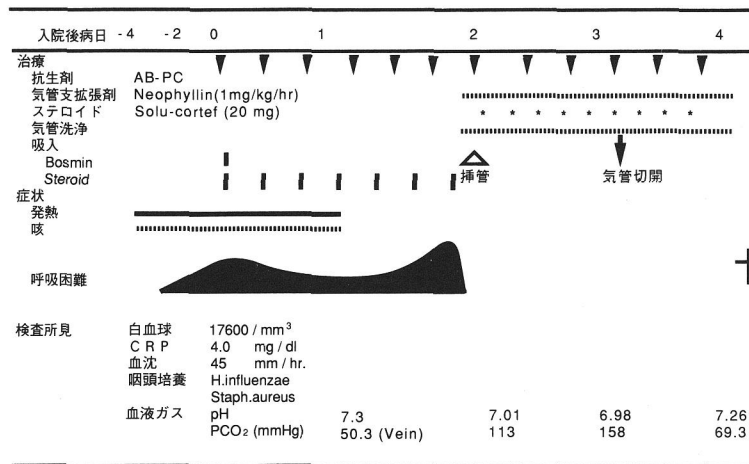 入院後病日 -4 -2 0 1 2 3 4
治療
抗生剤 AB-PC
気管支拡張剤 Neophyllin(1mg/kg/hr)
ステロイド Solu-cortef (20 mg) * * * * * * * *
気管洗浄
吸入
Bosmin
Steroid 挿管 気管切開
症状
発熱
咳
呼吸困難
検査所見 白血球 17600 / mm³
CRP 4.0 mg / dl
血沈 45 mm / hr.
咽頭培養 H.influenzae
Staph.aureus
血液ガス pH 7.3 7.01 6.98 7.26
PCO₂ (mmHg) 50.3 (Vein) 113 158 69.3